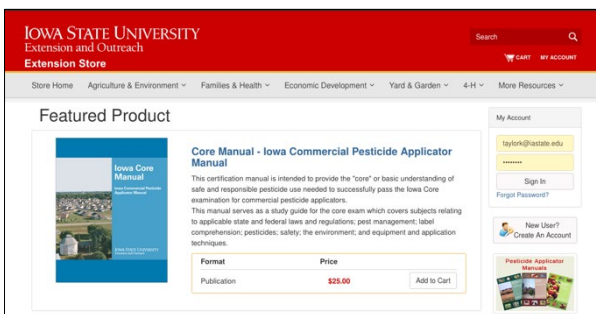 IOWA STATE UNIVERSITY
Extension and Outreach
Extension Store
Search
CART MY ACCOUNT
Store Home Agriculture & Environment Families & Health Economic Development Yard & Garden 4-H More Resources
Featured Product
Iowa Core
Manual
Iowa Commercial Pesticide
Applicator Manual
IOWA STATE UNIVERSITY
Core Manual - Iowa Commercial Pesticide Applicator
Manual
This certification manual is intended to provide the "core" or basic understanding of
safe and responsible pesticide use needed to successfully pass the Iowa Core
examination for commercial pesticide applicators.
This manual serves as a study guide for the core exam which covers subjects relating
to applicable state and federal laws and regulations; pest management; label
comprehension; pesticides; safety; the environment; and equipment and application
techniques.
Format Price
Publication $25.00 Add to Cart
My Account
taylork@iastate.edu
••••••••
Sign In
Forgot Password?
New User?
Create An Account
Pesticide Applicator
Manuals